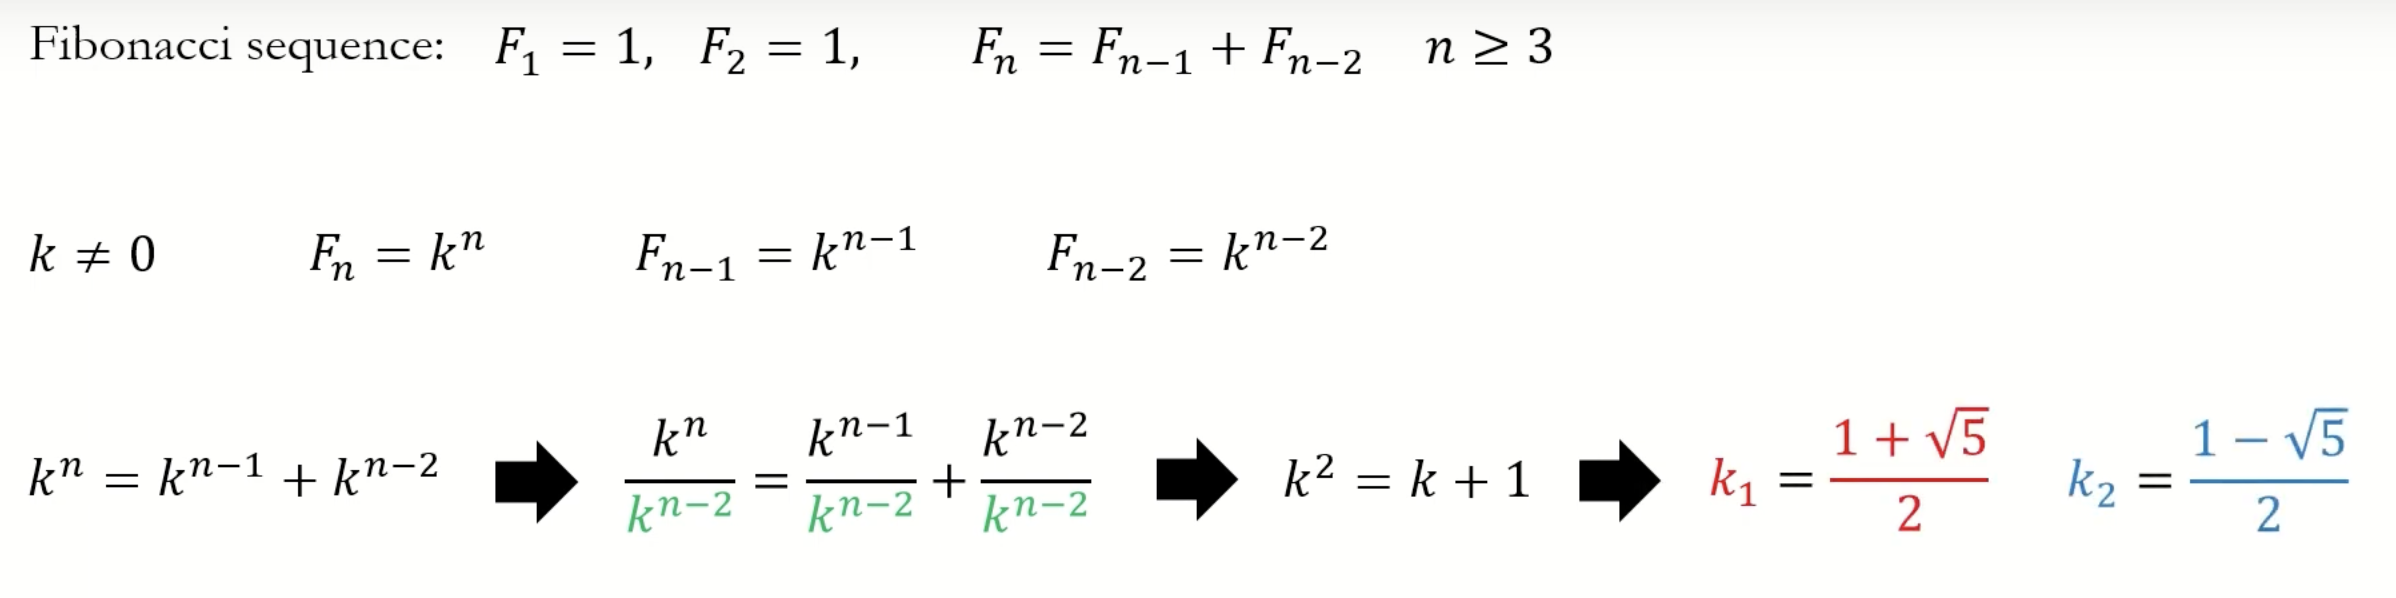 Fibonacci sequence: F₁ = 1, F₂ = 1, Fₙ = Fₙ₋₁ + Fₙ₋₂ n ≥ 3
k ≠ 0 Fₙ = kⁿ Fₙ₋₁ = kⁿ⁻¹ Fₙ₋₂ = kⁿ⁻²
kⁿ = kⁿ⁻¹ + kⁿ⁻² ➡ kⁿ/kⁿ⁻² = kⁿ⁻¹/kⁿ⁻² + kⁿ⁻²/kⁿ⁻² ➡ k² = k + 1 ➡ k₁ = (1 + √5)/2 k₂ = (1 − √5)/2